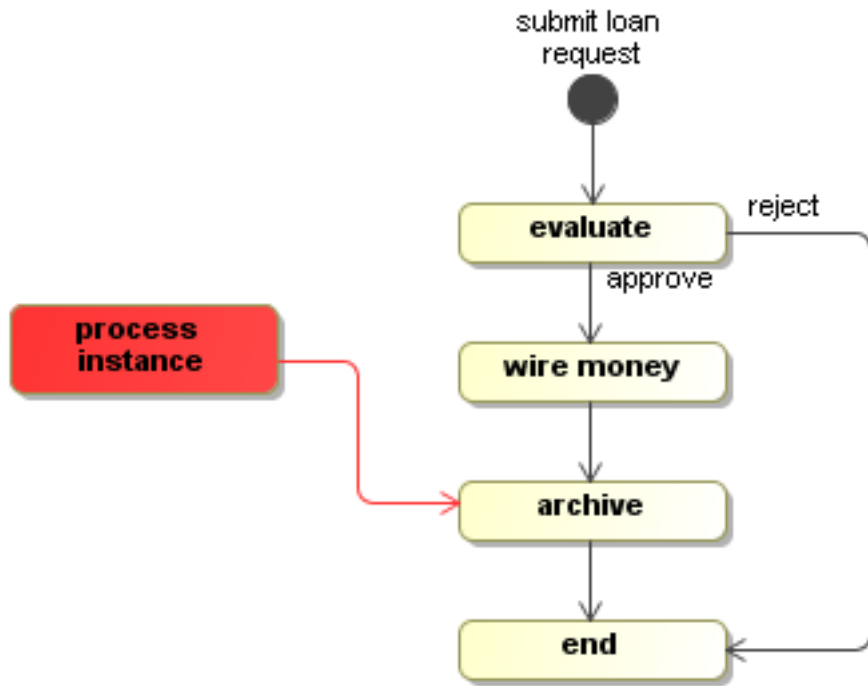 submit loan
request
evaluate
reject
approve
process
instance
wire money
archive
end